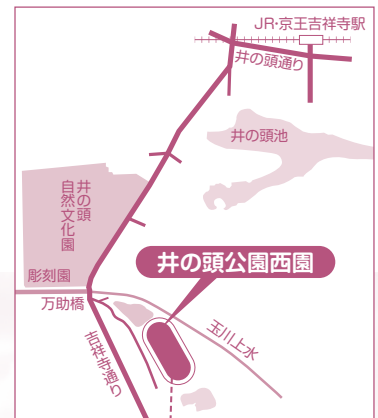 JR・京王吉祥寺駅
井の頭通り
井の頭池
井の頭
自然文化園
井の頭公園西園
彫刻園
万助橋
玉川上水
吉祥寺通り